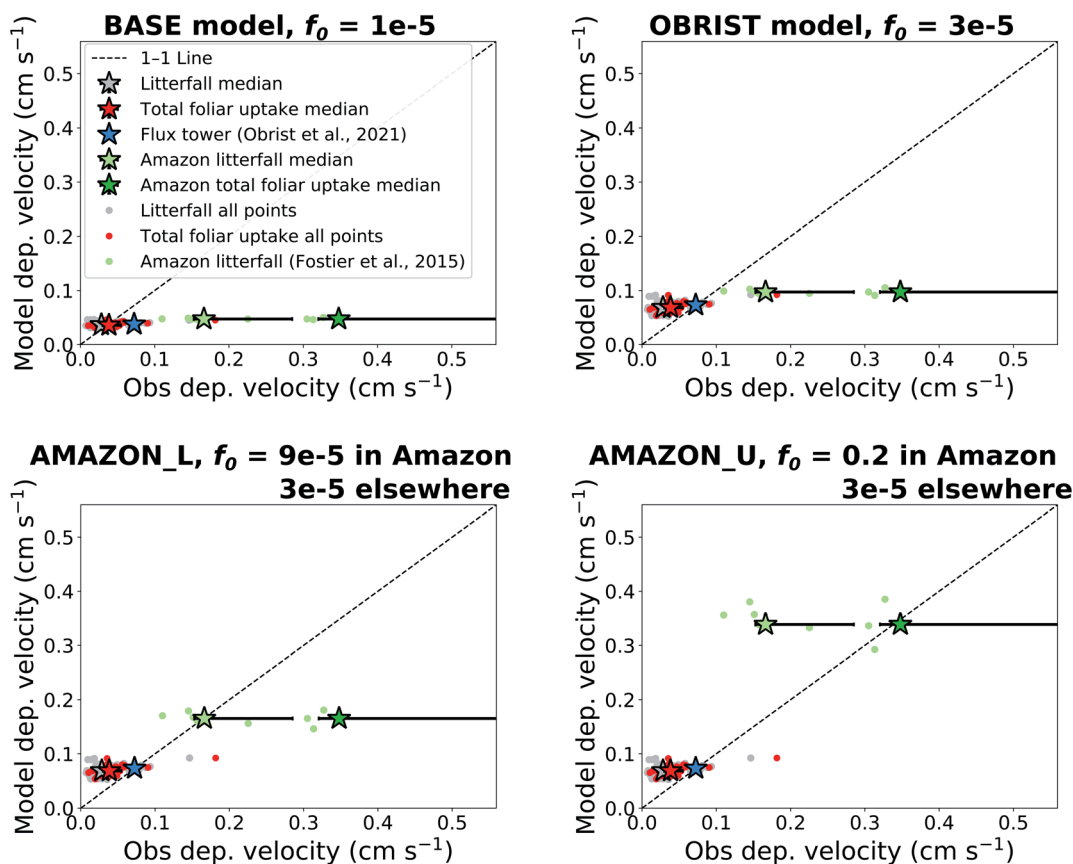 BASE model, f₀ = 1e-5
Model dep. velocity (cm s⁻¹)
0.5
0.4
0.3
0.2
0.1
0.0
1–1 Line
Litterfall median
Total foliar uptake median
Flux tower (Obrist et al., 2021)
Amazon litterfall median
Amazon total foliar uptake median
Litterfall all points
Total foliar uptake all points
Amazon litterfall (Fostier et al., 2015)
0.0 0.1 0.2 0.3 0.4 0.5
Obs dep. velocity (cm s⁻¹)
OBRIST model, f₀ = 3e-5
Model dep. velocity (cm s⁻¹)
0.5
0.4
0.3
0.2
0.1
0.0
0.0 0.1 0.2 0.3 0.4 0.5
Obs dep. velocity (cm s⁻¹)
AMAZON_L, f₀ = 9e-5 in Amazon
3e-5 elsewhere
Model dep. velocity (cm s⁻¹)
0.5
0.4
0.3
0.2
0.1
0.0
0.0 0.1 0.2 0.3 0.4 0.5
Obs dep. velocity (cm s⁻¹)
AMAZON_U, f₀ = 0.2 in Amazon
3e-5 elsewhere
Model dep. velocity (cm s⁻¹)
0.5
0.4
0.3
0.2
0.1
0.0
0.0 0.1 0.2 0.3 0.4 0.5
Obs dep. velocity (cm s⁻¹)